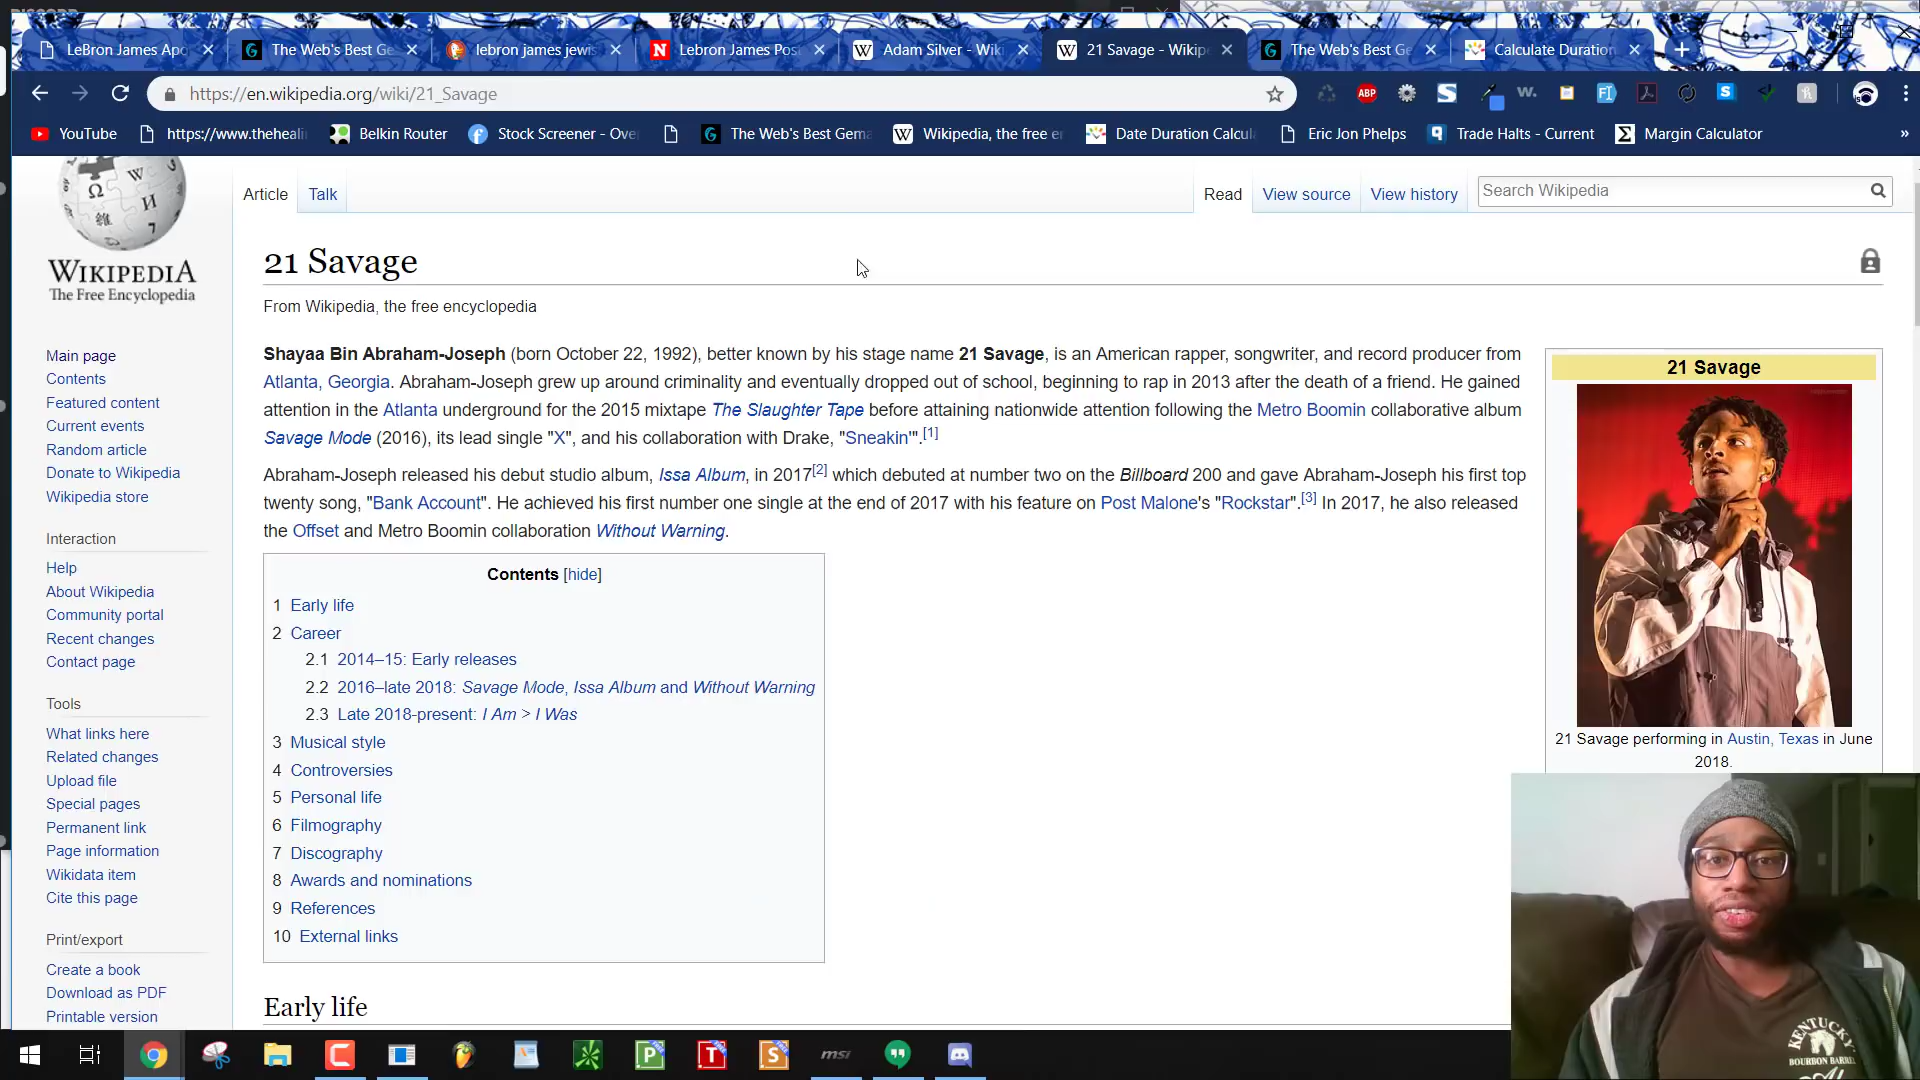 LeBron James Apo
The Web's Best Ge
lebron james jewis
Lebron James Pos
Adam Silver - Wiki
21 Savage - Wikip
The Web's Best Ge
Calculate Duration
https://en.wikipedia.org/wiki/21_Savage
YouTube
https://www.theheali
Belkin Router
Stock Screener - Ove
The Web's Best Gema
Wikipedia, the free e
Date Duration Calcul
Eric Jon Phelps
Trade Halts - Current
Margin Calculator
Article
Talk
Read
View source
View history
Search Wikipedia
WIKIPEDIA
The Free Encyclopedia
Main page
Contents
Featured content
Current events
Random article
Donate to Wikipedia
Wikipedia store
Interaction
Help
About Wikipedia
Community portal
Recent changes
Contact page
Tools
What links here
Related changes
Upload file
Special pages
Permanent link
Page information
Wikidata item
Cite this page
Print/export
Create a book
Download as PDF
Printable version
21 Savage
From Wikipedia, the free encyclopedia
Shayaa Bin Abraham-Joseph (born October 22, 1992), better known by his stage name 21 Savage, is an American rapper, songwriter, and record producer from
Atlanta, Georgia. Abraham-Joseph grew up around criminality and eventually dropped out of school, beginning to rap in 2013 after the death of a friend. He gained
attention in the Atlanta underground for the 2015 mixtape The Slaughter Tape before attaining nationwide attention following the Metro Boomin collaborative album
Savage Mode (2016), its lead single "X", and his collaboration with Drake, "Sneakin'".[1]
Abraham-Joseph released his debut studio album, Issa Album, in 2017[2] which debuted at number two on the Billboard 200 and gave Abraham-Joseph his first top
twenty song, "Bank Account". He achieved his first number one single at the end of 2017 with his feature on Post Malone's "Rockstar".[3] In 2017, he also released
the Offset and Metro Boomin collaboration Without Warning.
Contents [hide]
1 Early life
2 Career
2.1 2014–15: Early releases
2.2 2016–late 2018: Savage Mode, Issa Album and Without Warning
2.3 Late 2018-present: I Am > I Was
3 Musical style
4 Controversies
5 Personal life
6 Filmography
7 Discography
8 Awards and nominations
9 References
10 External links
Early life
21 Savage
21 Savage performing in Austin, Texas in June
2018.
KENTUCKY
BOURBON BARREL
msi